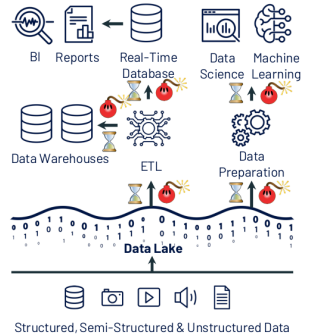 BI
Reports
Real-Time
Database
Data
Science
Machine
Learning
Data Warehouses
ETL
Data
Preparation
Data Lake
Structured, Semi-Structured & Unstructured Data